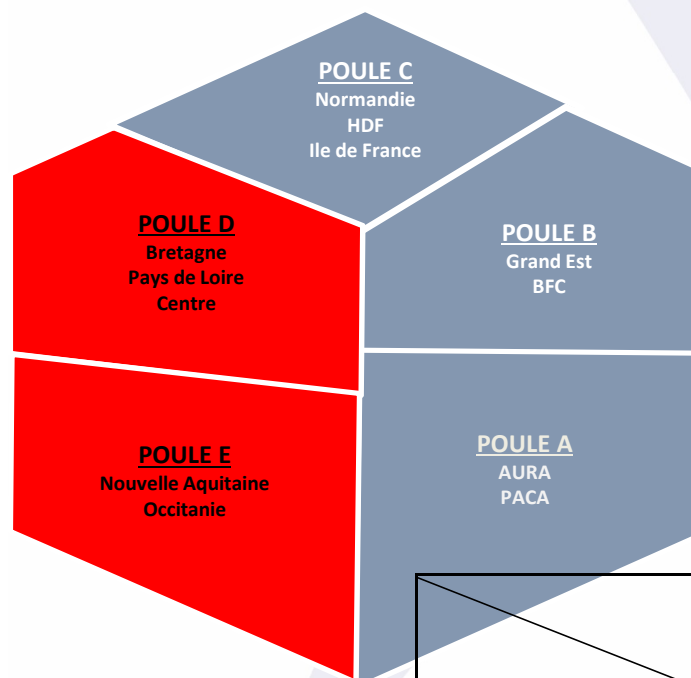 POULE C
Normandie
HDF
Ile de France
POULE D
Bretagne
Pays de Loire
Centre
POULE B
Grand Est
BFC
POULE E
Nouvelle Aquitaine
Occitanie
POULE A
AURA
PACA